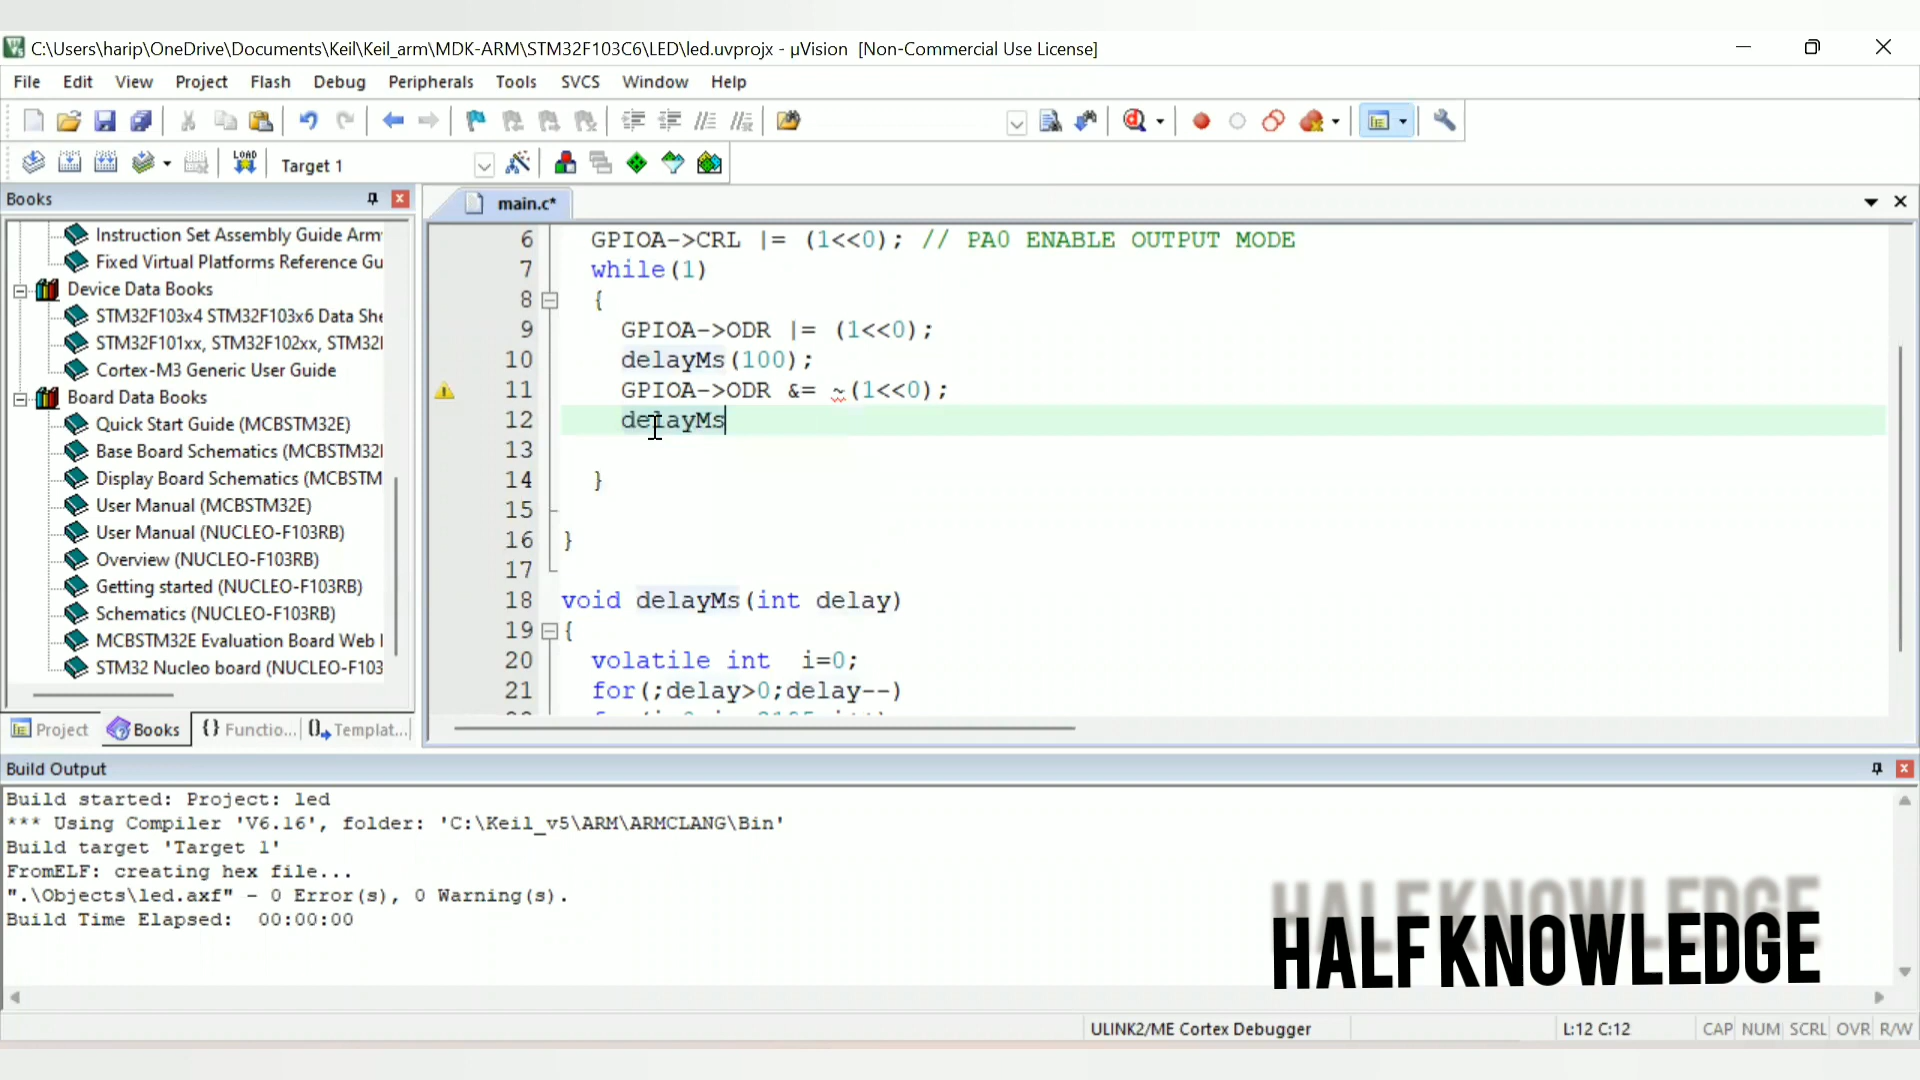 C:\Users\harip\OneDrive\Documents\Keil\Keil_arm\MDK-ARM\STM32F103C6\LED\led.uvprojx - µVision [Non-Commercial Use License]
File Edit View Project Flash Debug Peripherals Tools SVCS Window Help
LOAD Target 1
Books
main.c*
Instruction Set Assembly Guide Arm
Fixed Virtual Platforms Reference Gu
Device Data Books
STM32F103x4 STM32F103x6 Data She
STM32F101xx, STM32F102xx, STM32
Cortex-M3 Generic User Guide
Board Data Books
Quick Start Guide (MCBSTM32E)
Base Board Schematics (MCBSTM32
Display Board Schematics (MCBSTM
User Manual (MCBSTM32E)
User Manual (NUCLEO-F103RB)
Overview (NUCLEO-F103RB)
Getting started (NUCLEO-F103RB)
Schematics (NUCLEO-F103RB)
MCBSTM32E Evaluation Board Web
STM32 Nucleo board (NUCLEO-F103
Project Books {} Functio... Templat...
6 GPIOA->CRL |= (1<<0); // PA0 ENABLE OUTPUT MODE
7 while(1)
8 {
9 GPIOA->ODR |= (1<<0);
10 delayMs(100);
11 GPIOA->ODR &= ~(1<<0);
12 delayMs
13
14 }
15
16 }
17
18 void delayMs(int delay)
19 {
20 volatile int i=0;
21 for(;delay>0;delay--)
Build Output
Build started: Project: led
*** Using Compiler 'V6.16', folder: 'C:\Keil_v5\ARM\ARMCLANG\Bin'
Build target 'Target 1'
FromELF: creating hex file...
".\Objects\led.axf" - 0 Error(s), 0 Warning(s).
Build Time Elapsed: 00:00:00
HALF KNOWLEDGE
ULINK2/ME Cortex Debugger L:12 C:12 CAP NUM SCRL OVR R/W